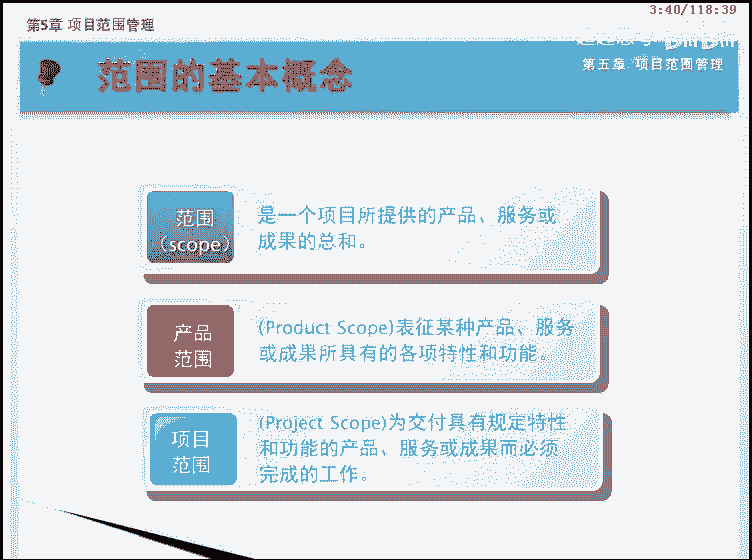 3:40/118:39
第5章 项目范围管理
范围的基本概念
第五章 项目范围管理
范围
（scope）
是一个项目所提供的产品、服务或
成果的总和。
产品
范围
(Product Scope)表征某种产品、服务
或成果所具有的各项特性和功能。
项目
范围
(Project Scope)为交付具有规定特性
和功能的产品、服务或成果而必须
完成的工作。